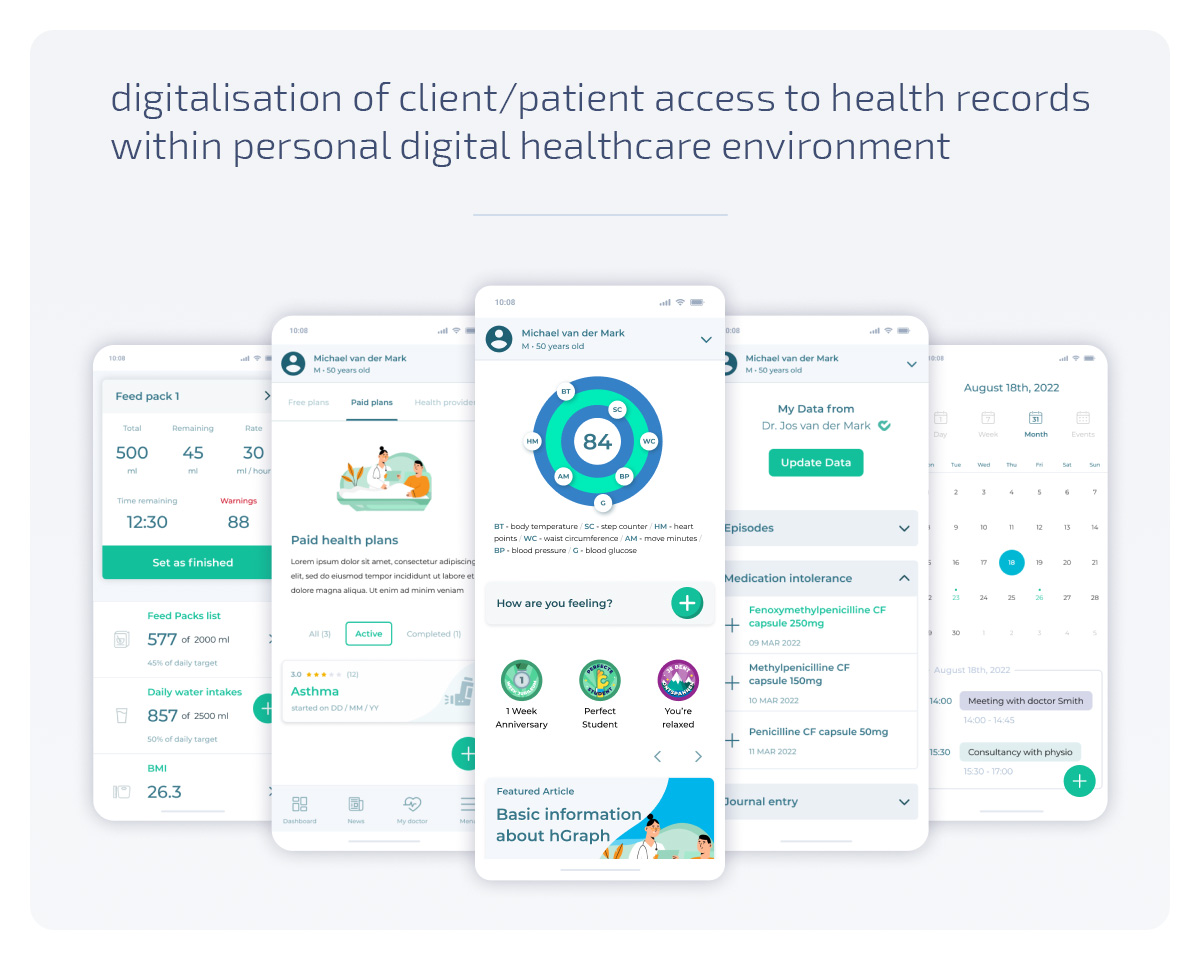 digitalisation of client/patient access to health records
within personal digital healthcare environment
10:08
Feed pack 1
Total Remaining Rate
500 45 30
ml ml ml / hour
Time remaining Warnings
12:30 88
Set as finished
Feed Packs list
577 of 2000 ml
45% of daily target
Daily water intakes
857 of 2500 ml
50% of daily target
BMI
26.3
10:08
Michael van der Mark
M • 50 years old
Free plans Paid plans Health provider
Paid health plans
Lorem ipsum dolor sit amet, consectetur adipiscing
elit, sed do eiusmod tempor incididunt ut labore et
dolore magna aliqua. Ut enim ad minim veniam
All (3) Active Completed (1)
3.0 (12)
Asthma
started on DD / MM / YY
Dashboard News My doctor Menu
10:08
Michael van der Mark
M • 50 years old
BT
SC
HM 84 WC
AM BP
G
BT - body temperature / SC - step counter / HM - heart
points / WC - waist circumference / AM - move minutes /
BP - blood pressure / G - blood glucose
How are you feeling?
1
PERFECTE
STUDENT
JE BENT
ONTSPANNEN
1 Week
Anniversary
Perfect
Student
You're
relaxed
Featured Article
Basic information
about hGraph
0:08
Michael van der Mark
M • 50 years old
My Data from
Dr. Jos van der Mark
Update Data
Episodes
Medication intolerance
Fenoxymethylpenicilline CF
capsule 250mg
09 MAR 2022
Methylpenicilline CF
capsule 150mg
10 MAR 2022
Penicilline CF capsule 50mg
11 MAR 2022
Journal entry
0:08
August 18th, 2022
1 7 31
Day Week Month Events
n Tue Wed Thu Fri Sat Sun
2 3 4 5 6 7
9 10 11 12 13 14
5 16 17 18 19 20 21
2 23 24 25 26 27 28
9 30 1 2 3 4 5
August 18th, 2022
14:00 Meeting with doctor Smith
14:00 - 14:45
15:30 Consultancy with physio
15:30 - 17:00